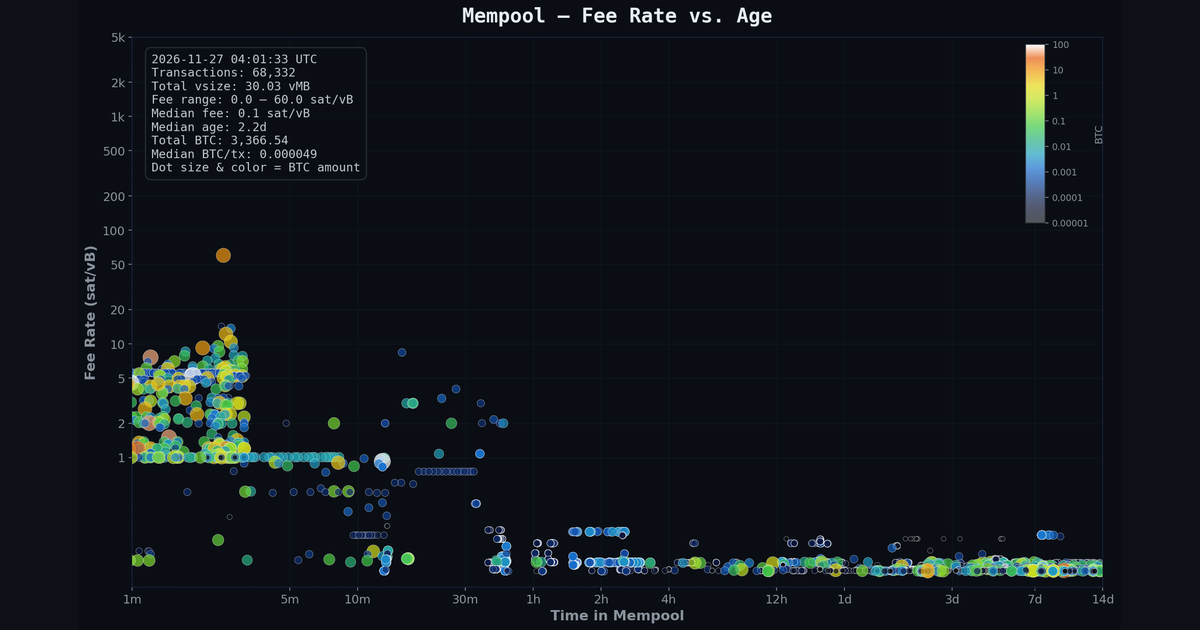 Mempool — Fee Rate vs. Age
2026-11-27 04:01:33 UTC
Transactions: 68,332
Total vsize: 30.03 vMB
Fee range: 0.0 — 60.0 sat/vB
Median fee: 0.1 sat/vB
Median age: 2.2d
Total BTC: 3,366.54
Median BTC/tx: 0.000049
Dot size & color = BTC amount
Fee Rate (sat/vB)
5k
2k
1k
500
200
100
50
20
10
5
2
1
100
10
1
0.1
0.01
0.001
0.0001
0.00001
BTC
1m
5m
10m
30m
1h
2h
4h
12h
1d
3d
7d
14d
Time in Mempool